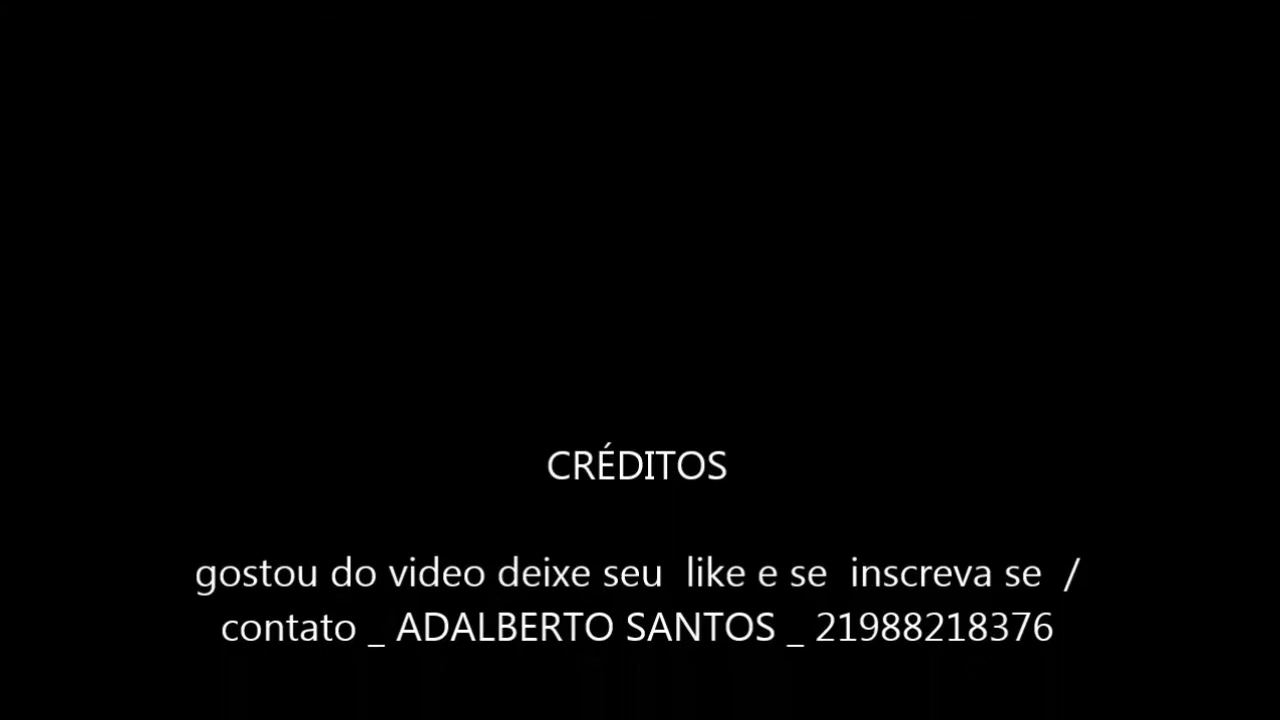 CRÉDITOS
gostou do video deixe seu  like e se  inscreva se  /
contato _ ADALBERTO SANTOS _ 21988218376